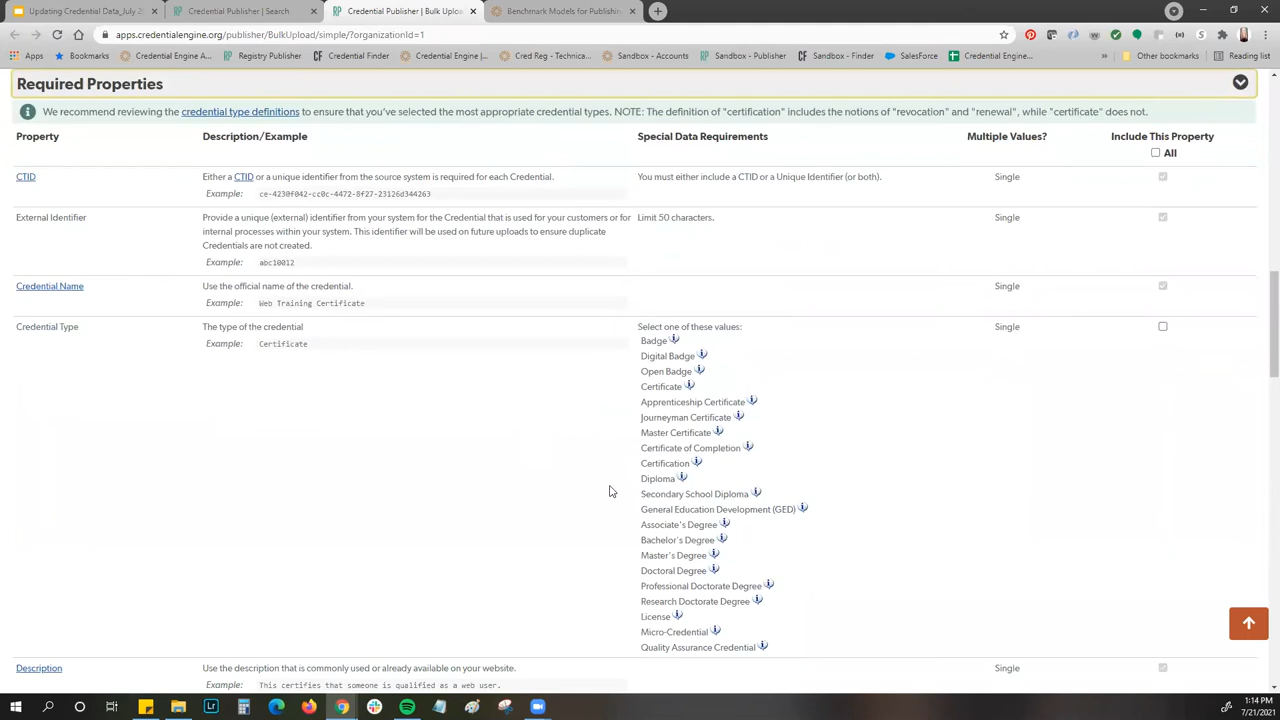 Updating Credential Data_July 2
Credential Publisher | Search
Credential Publisher | Bulk Uploa
Benchmark Models for Publishin
apps.credentialengine.org/publisher/BulkUpload/simple/?organizationId=1
Apps
Bookmarks
Registry Publisher
Credential Finder
Credential Engine |...
Cred Reg - Technica...
Sandbox - Accounts
Sandbox - Publisher
Sandbox - Finder
SalesForce
Credential Engine...
Other bookmarks
Reading list
Required Properties
We recommend reviewing the credential type definitions to ensure that you've selected the most appropriate credential types. NOTE: The definition of "certification" includes the notions of "revocation" and "renewal", while "certificate" does not.
Property
Description/Example
Special Data Requirements
Multiple Values?
Include This Property
All
CTID
Either a CTID or a unique identifier from the source system is required for each Credential.
You must either include a CTID or a Unique Identifier (or both).
Single
Example: ce-4230f042-cc0c-4472-8f27-23126d344263
External Identifier
Provide a unique (external) identifier from your system for the Credential that is used for your customers or for
Limit 50 characters.
Single
internal processes within your system. This identifier will be used on future uploads to ensure duplicate
Credentials are not created.
Example: abc10012
Credential Name
Use the official name of the credential.
Single
Example: Web Training Certificate
Credential Type
The type of the credential
Select one of these values:
Single
Example: Certificate
Badge
Digital Badge
Open Badge
Certificate
Apprenticeship Certificate
Journeyman Certificate
Master Certificate
Certificate of Completion
Certification
Diploma
Secondary School Diploma
General Education Development (GED)
Associate's Degree
Bachelor's Degree
Master's Degree
Doctoral Degree
Professional Doctorate Degree
Research Doctorate Degree
License
Micro-Credential
Quality Assurance Credential
Description
Use the description that is commonly used or already available on your website.
Single
Example: This certifies that someone is qualified as a web user.
1:14 PM
7/21/2021